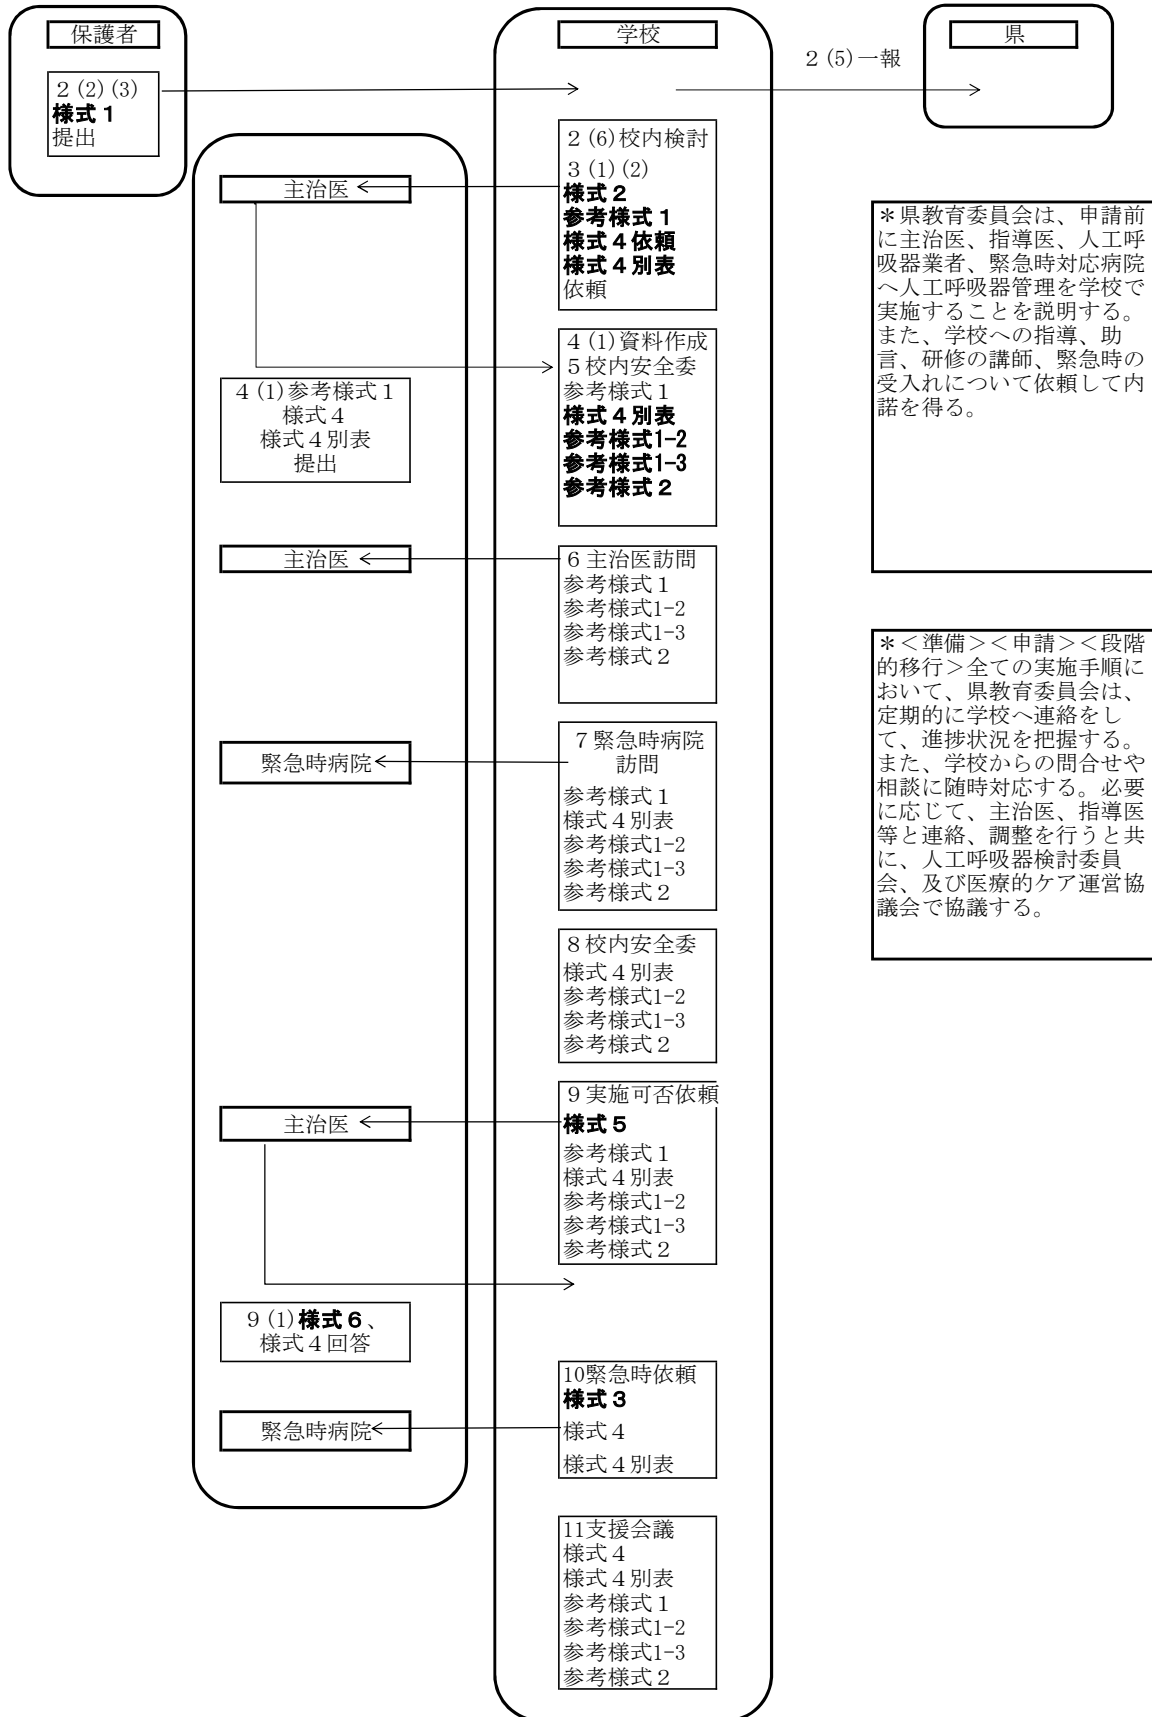 保護者
学校
県
2(5)一報
2(2)(3)
様式1
提出
2(6)校内検討
3(1)(2)
様式2
参考様式1
様式4依頼
様式4別表
依頼
主治医
4(1)資料作成
5校内安全委
参考様式1
様式4別表
参考様式1-2
参考様式1-3
参考様式2
4(1)参考様式1
様式4
様式4別表
提出
主治医
6主治医訪問
参考様式1
参考様式1-2
参考様式1-3
参考様式2
緊急時病院
7緊急時病院
訪問
参考様式1
様式4別表
参考様式1-2
参考様式1-3
参考様式2
8校内安全委
様式4別表
参考様式1-2
参考様式1-3
参考様式2
主治医
9実施可否依頼
様式5
参考様式1
様式4別表
参考様式1-2
参考様式1-3
参考様式2
9(1)様式6、
様式4回答
緊急時病院
10緊急時依頼
様式3
様式4
様式4別表
11支援会議
様式4
様式4別表
参考様式1
参考様式1-2
参考様式1-3
参考様式2
＊県教育委員会は、申請前
に主治医、指導医、人工呼
吸器業者、緊急時対応病院
へ人工呼吸器管理を学校で
実施することを説明する。
また、学校への指導、助
言、研修の講師、緊急時の
受入れについて依頼して内
諾を得る。
＊＜準備＞＜申請＞＜段階
的移行＞全ての実施手順に
おいて、県教育委員会は、
定期的に学校へ連絡をし
て、進捗状況を把握する。
また、学校からの問合せや
相談に随時対応する。必要
に応じて、主治医、指導医
等と連絡、調整を行うと共
に、人工呼吸器検討委員
会、及び医療的ケア運営協
議会で協議する。